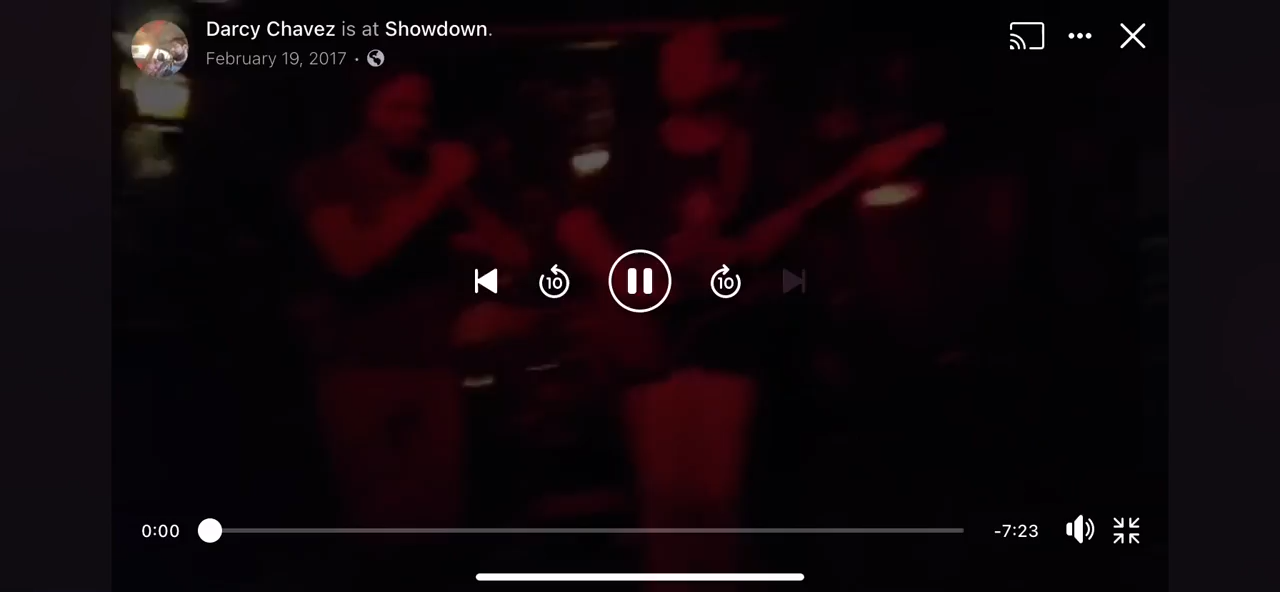 Darcy Chavez is at Showdown.
February 19, 2017 •
10
10
0:00
-7:23